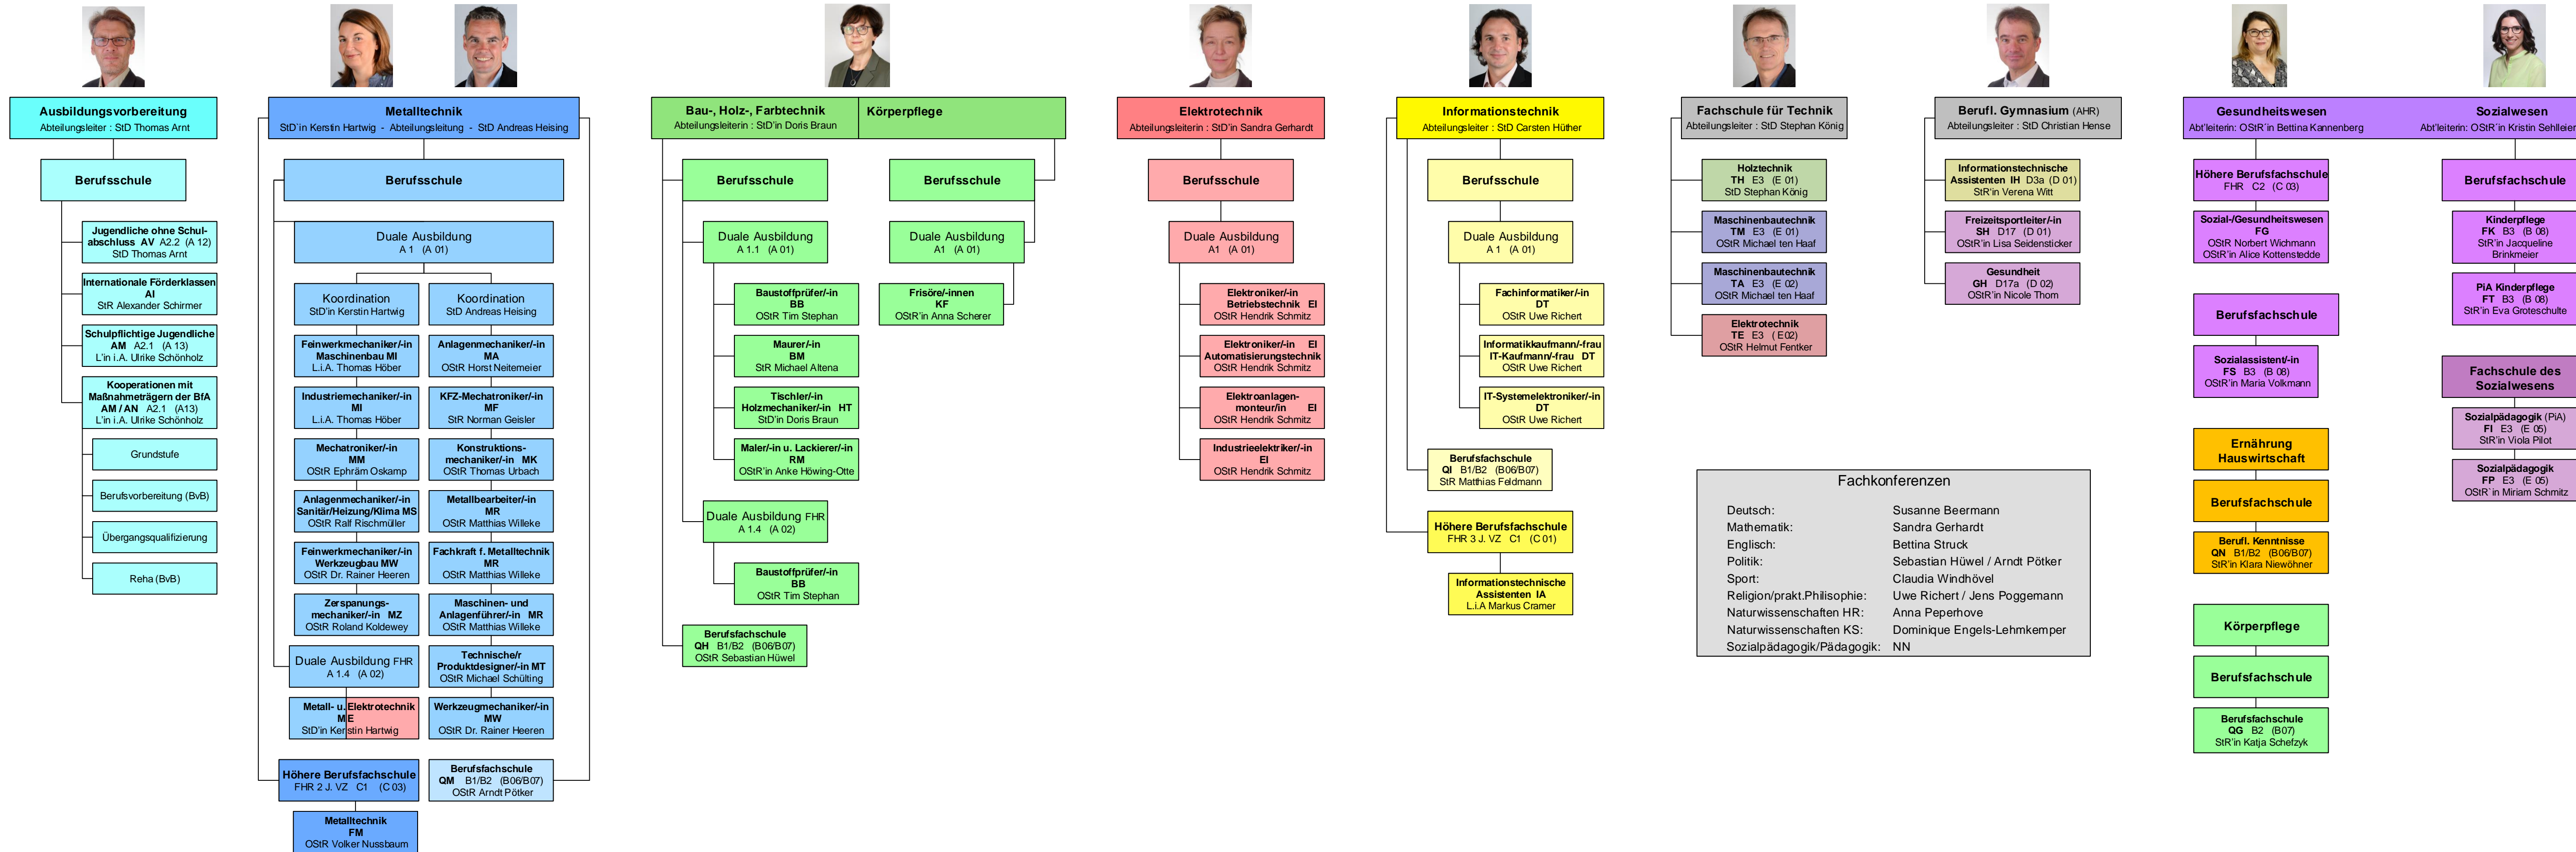 Ausbildungsvorbereitung
Abteilungsleiter : StD Thomas Arnt
Berufsschule
Jugendliche ohne Schul-
abschluss AV A2.2 (A 12)
StD Thomas Arnt
Internationale Förderklassen
AI
StR Alexander Schirmer
Schulpflichtige Jugendliche
AM A2.1 (A 13)
L'in i.A. Ulrike Schönholz
Kooperationen mit
Maßnahmeträgern der BfA
AM / AN A2.1 (A13)
L'in i.A. Ulrike Schönholz
Grundstufe
Berufsvorbereitung (BvB)
Übergangsqualifizierung
Reha (BvB)
Metalltechnik
StD`in Kerstin Hartwig - Abteilungsleitung - StD Andreas Heising
Berufsschule
Duale Ausbildung
A 1 (A 01)
Koordination
StD'in Kerstin Hartwig
Feinwerkmechaniker/-in
Maschinenbau MI
L.i.A. Thomas Höber
Industriemechaniker/-in
MI
L.i.A. Thomas Höber
Mechatroniker/-in
MM
OStR Ephräm Oskamp
Anlagenmechaniker/-in
Sanitär/Heizung/Klima MS
OStR Ralf Rischmüller
Feinwerkmechaniker/-in
Werkzeugbau MW
OStR Dr. Rainer Heeren
Zerspanungs-
mechaniker/-in MZ
OStR Roland Koldewey
Duale Ausbildung FHR
A 1.4 (A 02)
Metall- u. Elektrotechnik
ME
StD'in Kerstin Hartwig
Höhere Berufsfachschule
FHR 2 J. VZ C1 (C 03)
Metalltechnik
FM
OStR Volker Nussbaum
Koordination
StD Andreas Heising
Anlagenmechaniker/-in
MA
OStR Horst Neitemeier
KFZ-Mechatroniker/-in
MF
StR Norman Geisler
Konstruktions-
mechaniker/-in MK
OStR Thomas Urbach
Metallbearbeiter/-in
MR
OStR Matthias Willeke
Fachkraft f. Metalltechnik
MR
OStR Matthias Willeke
Maschinen- und
Anlagenführer/-in MR
OStR Matthias Willeke
Technische/r
Produktdesigner/-in MT
OStR Michael Schülting
Werkzeugmechaniker/-in
MW
OStR Dr. Rainer Heeren
Berufsfachschule
QM B1/B2 (B06/B07)
OStR Arndt Pötker
Bau-, Holz-, Farbtechnik
Abteilungsleiterin : StD'in Doris Braun
Körperpflege
Berufsschule
Duale Ausbildung
A 1.1 (A 01)
Baustoffprüfer/-in
BB
OStR Tim Stephan
Maurer/-in
BM
StR Michael Altena
Tischler/-in
Holzmechaniker/-in HT
StD'in Doris Braun
Maler/-in u. Lackierer/-in
RM
OStR'in Anke Höwing-Otte
Duale Ausbildung FHR
A 1.4 (A 02)
Baustoffprüfer/-in
BB
OStR Tim Stephan
Berufsfachschule
QH B1/B2 (B06/B07)
OStR Sebastian Hüwel
Berufsschule
Duale Ausbildung
A1 (A 01)
Frisöre/-innen
KF
OStR'in Anna Scherer
Elektrotechnik
Abteilungsleiterin : StD'in Sandra Gerhardt
Berufsschule
Duale Ausbildung
A1 (A 01)
Elektroniker/-in
Betriebstechnik EI
OStR Hendrik Schmitz
Elektroniker/-in EI
Automatisierungstechnik
OStR Hendrik Schmitz
Elektroanlagen-
monteur/in EI
OStR Hendrik Schmitz
Industrieelektriker/-in
EI
OStR Hendrik Schmitz
Informationstechnik
Abteilungsleiter : StD Carsten Hüther
Berufsschule
Duale Ausbildung
A 1 (A 01)
Fachinformatiker/-in
DT
OStR Uwe Richert
Informatikkaufmann/-frau
IT-Kaufmann/-frau DT
OStR Uwe Richert
IT-Systemelektroniker/-in
DT
OStR Uwe Richert
Berufsfachschule
QI B1/B2 (B06/B07)
StR Matthias Feldmann
Höhere Berufsfachschule
FHR 3 J. VZ C1 (C 01)
Informationstechnische
Assistenten IA
L.i.A Markus Cramer
Fachschule für Technik
Abteilungsleiter : StD Stephan König
Holztechnik
TH E3 (E 01)
StD Stephan König
Maschinenbautechnik
TM E3 (E 01)
OStR Michael ten Haaf
Maschinenbautechnik
TA E3 (E 02)
OStR Michael ten Haaf
Elektrotechnik
TE E3 ( E02)
OStR Helmut Fentker
Berufl. Gymnasium (AHR)
Abteilungsleiter : StD Christian Hense
Informationstechnische
Assistenten IH D3a (D 01)
StR'in Verena Witt
Freizeitsportleiter/-in
SH D17 (D 01)
OStR'in Lisa Seidensticker
Gesundheit
GH D17a (D 02)
OStR'in Nicole Thom
Fachkonferenzen
Deutsch: Susanne Beermann
Mathematik: Sandra Gerhardt
Englisch: Bettina Struck
Politik: Sebastian Hüwel / Arndt Pötker
Sport: Claudia Windhövel
Religion/prakt.Philisophie: Uwe Richert / Jens Poggemann
Naturwissenschaften HR: Anna Peperhove
Naturwissenschaften KS: Dominique Engels-Lehmkemper
Sozialpädagogik/Pädagogik: NN
Gesundheitswesen
Abt'leiterin: OStR`in Bettina Kannenberg
Höhere Berufsfachschule
FHR C2 (C 03)
Sozial-/Gesundheitswesen
FG
OStR Norbert Wichmann
OStR'in Alice Kottenstedde
Berufsfachschule
Sozialassistent/-in
FS B3 (B 08)
OStR'in Maria Volkmann
Ernährung
Hauswirtschaft
Berufsfachschule
Berufl. Kenntnisse
QN B1/B2 (B06/B07)
StR'in Klara Niewöhner
Körperpflege
Berufsfachschule
Berufsfachschule
QG B2 (B07)
StR'in Katja Schefzyk
Sozialwesen
Abt'leiterin: OStR`in Kristin Sehlleier
Berufsfachschule
Kinderpflege
FK B3 (B 08)
StR'in Jacqueline
Brinkmeier
PiA Kinderpflege
FT B3 (B 08)
StR'in Eva Groteschulte
Fachschule des
Sozialwesens
Sozialpädagogik (PiA)
FI E3 (E 05)
StR'in Viola Pilot
Sozialpädagogik
FP E3 (E 05)
OStR`in Miriam Schmitz